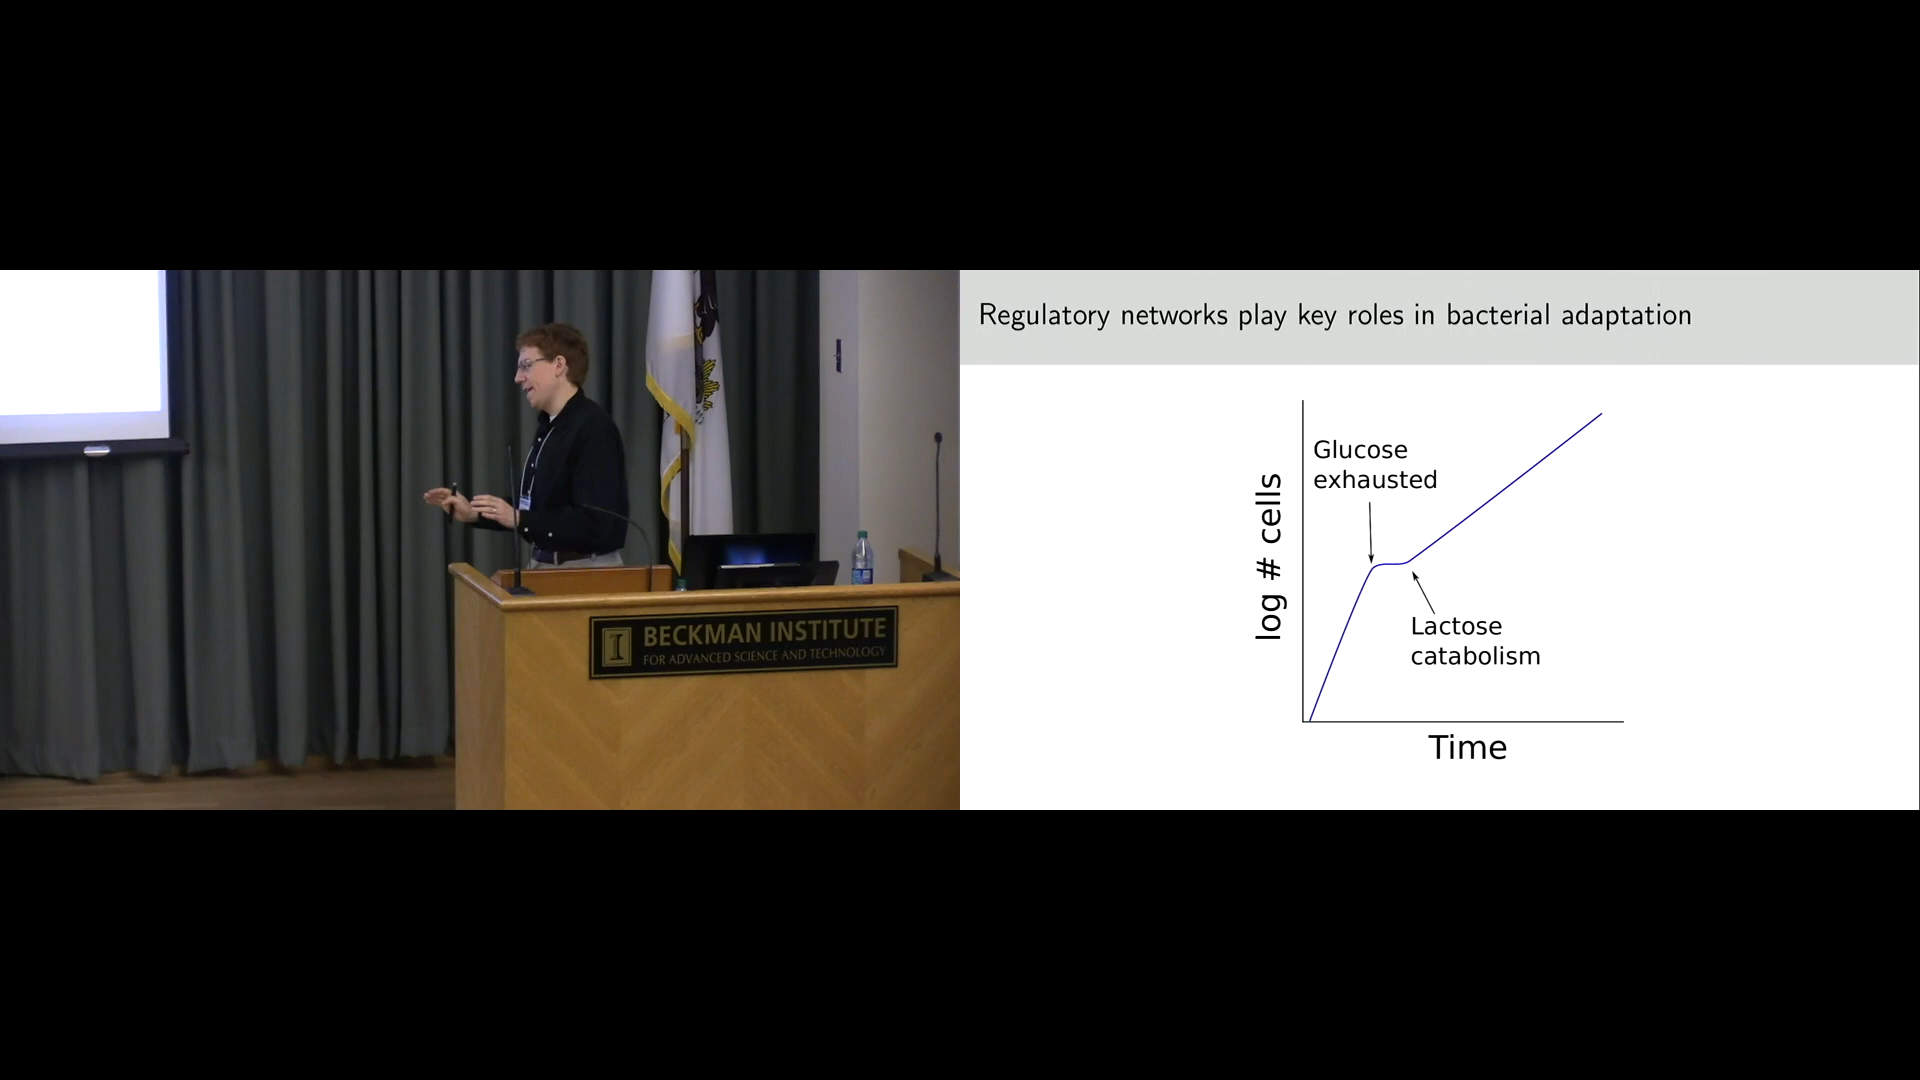 BECKMAN INSTITUTE
FOR ADVANCED SCIENCE AND TECHNOLOGY
Regulatory networks play key roles in bacterial adaptation
Glucose
exhausted
log # cells
Lactose
catabolism
Time